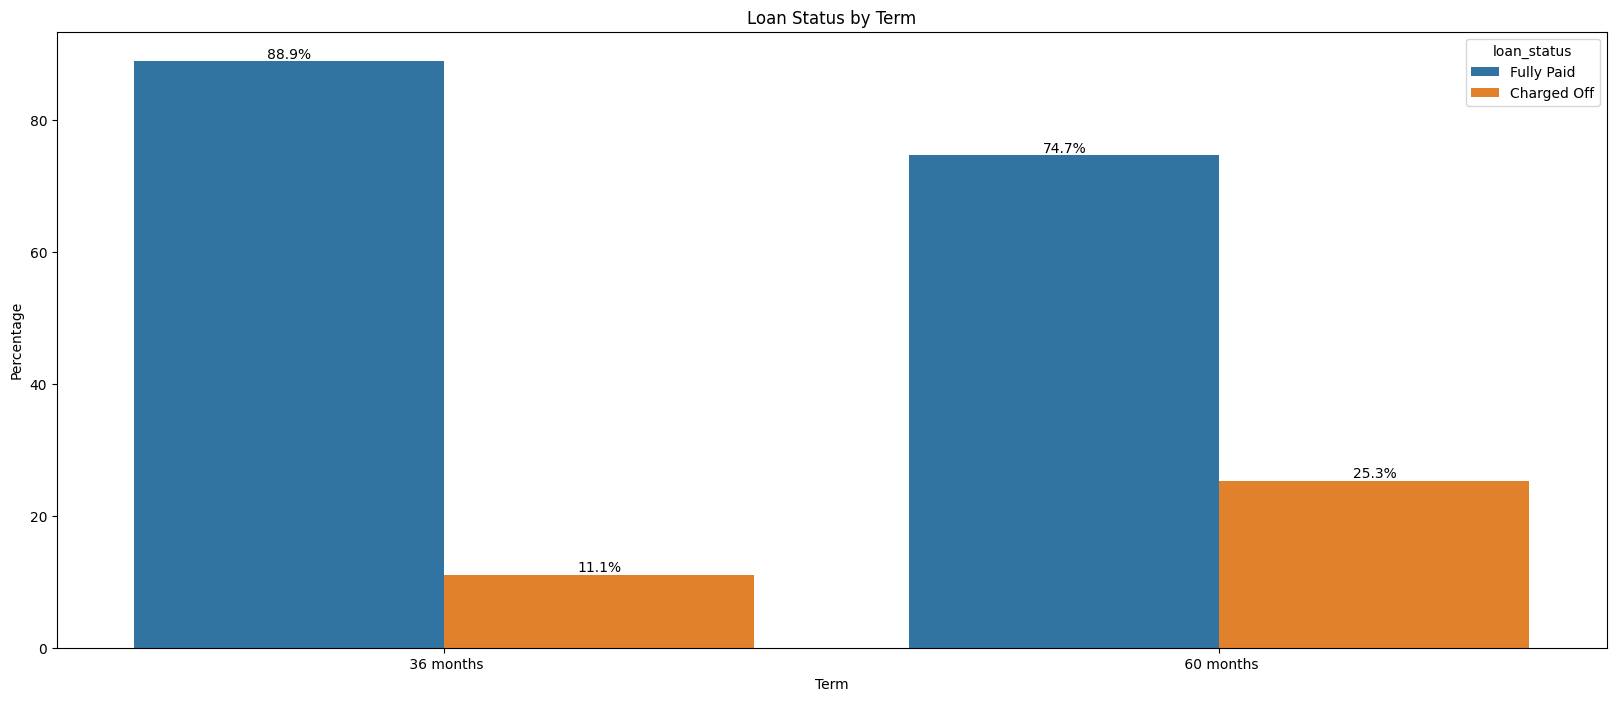 Loan Status by Term
88.9%
74.7%
25.3%
11.1%
loan_status
Fully Paid
Charged Off
Percentage
80
60
40
20
0
36 months
60 months
Term